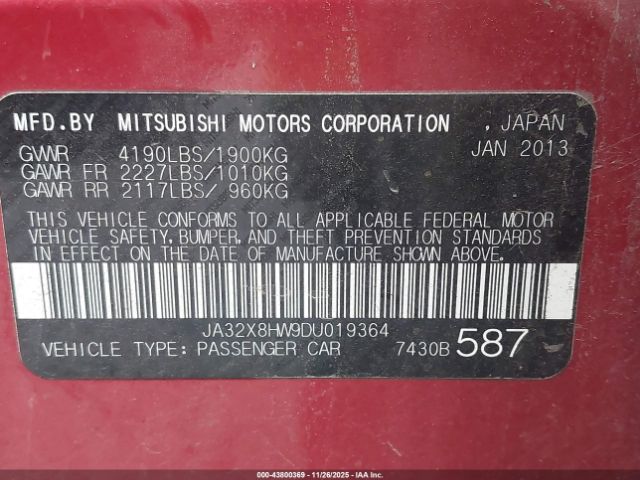 MFD.BY MITSUBISHI MOTORS CORPORATION , JAPAN
GVWR 4190LBS/1900KG JAN 2013
GAWR FR 2227LBS/1010KG
GAWR RR 2117LBS/ 960KG
THIS VEHICLE CONFORMS TO ALL APPLICABLE FEDERAL MOTOR
VEHICLE SAFETY, BUMPER, AND THEFT PREVENTION STANDARDS
IN EFFECT ON THE DATE OF MANUFACTURE SHOWN ABOVE.
JA32X8HW9DU019364
VEHICLE TYPE: PASSENGER CAR 7430B 587
000-43800369 - 11/26/2025 - IAAI.com